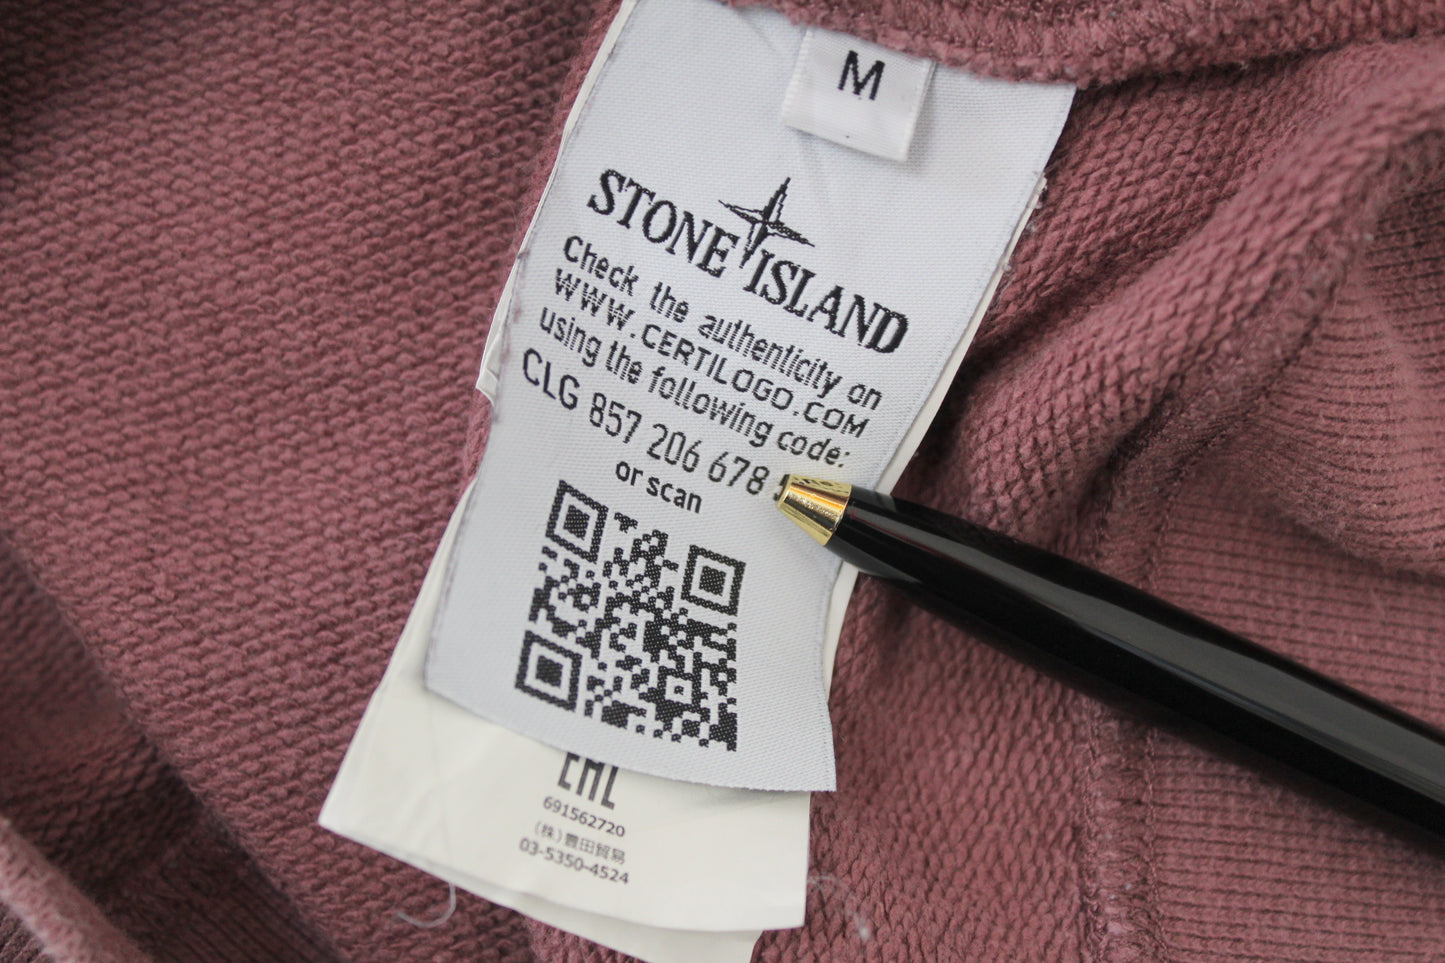 M
STONE ISLAND
Check the authenticity on
WWW.CERTILOGO.COM
using the following code:
CLG 857 206 678
or scan
EAC
691562720
(株)豊田貿易
03-5350-4524